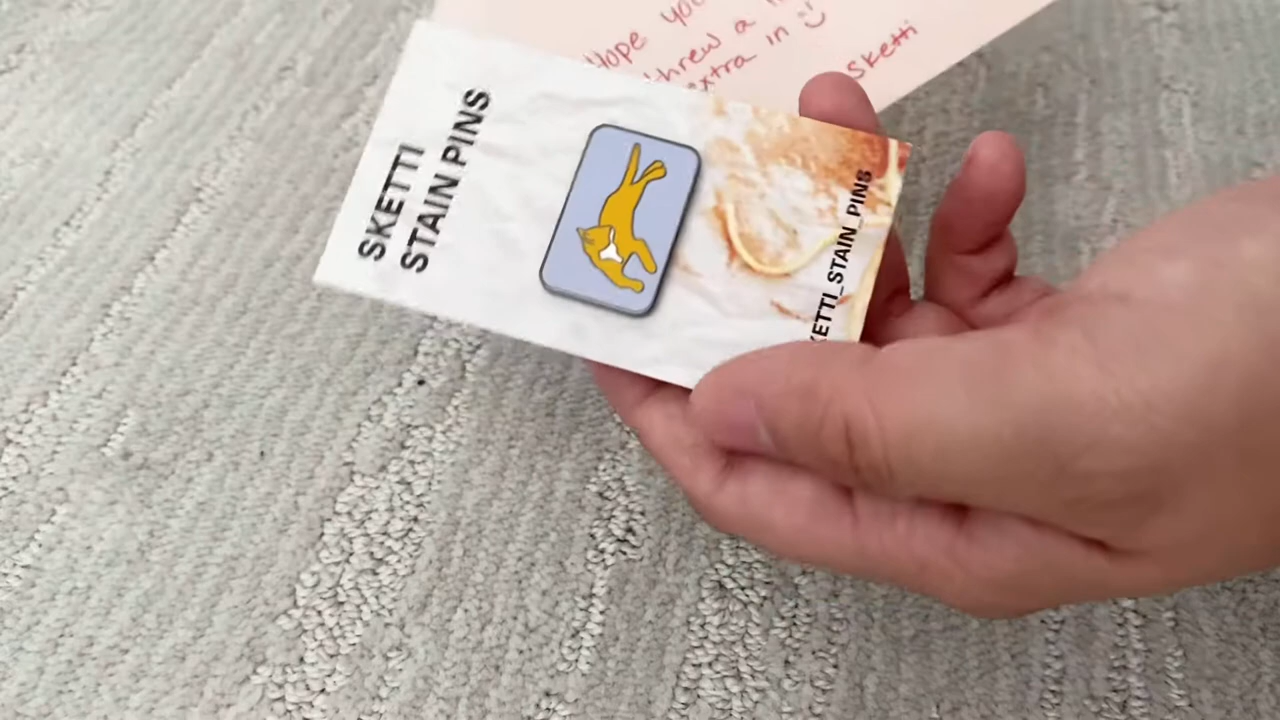 Hope you
threw a
extra in :)
Sketti
SKETTI
STAIN PINS
KETTI_STAIN_PINS